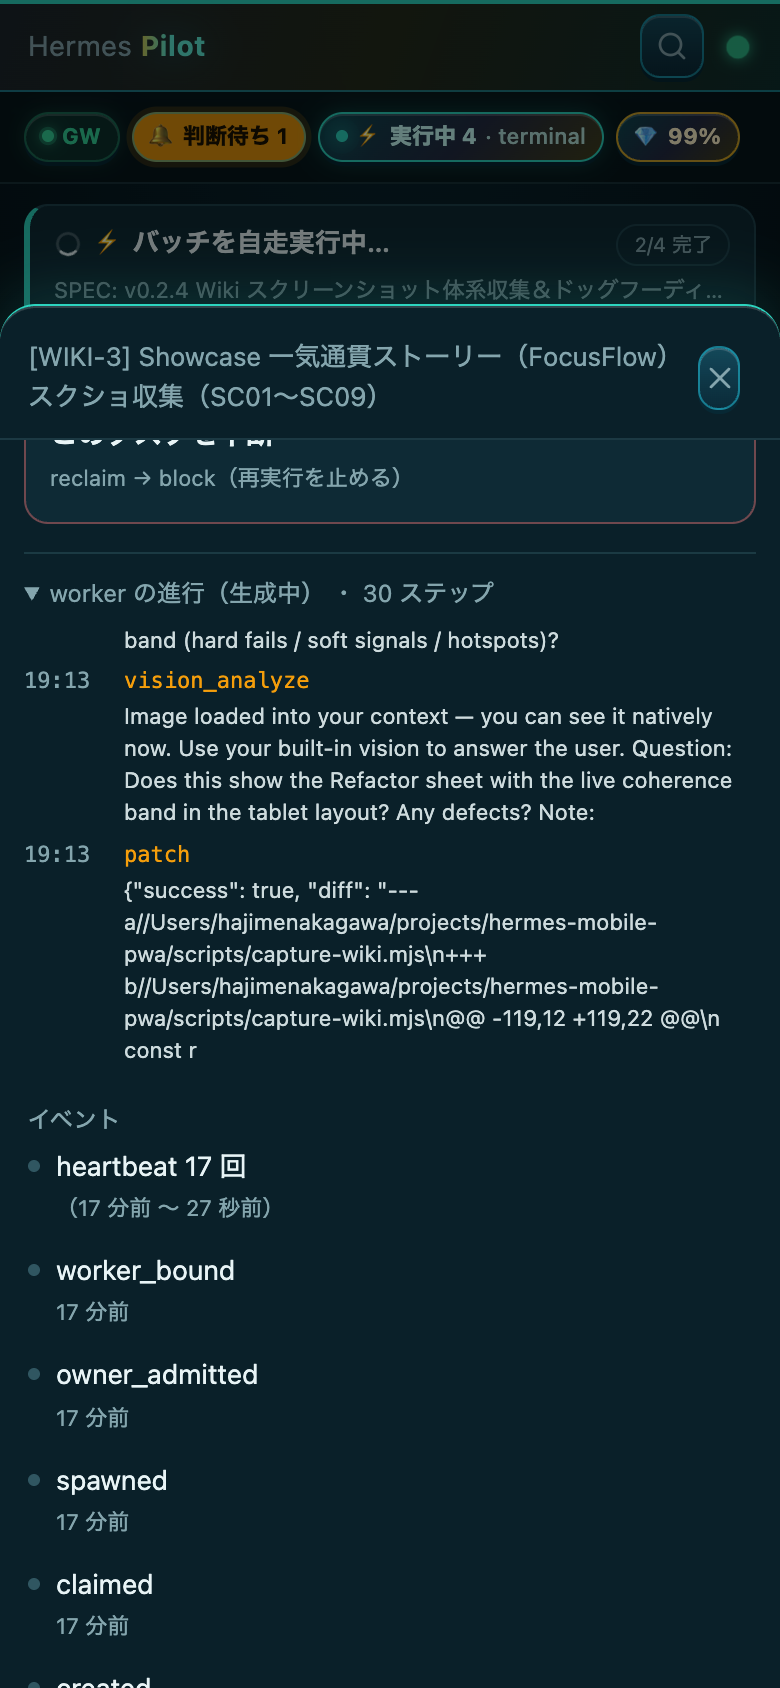 Hermes Pilot
GW
判断待ち 1
実行中 4 · terminal
99%
バッチを自走実行中…
2/4 完了
SPEC: v0.2.4 Wiki スクリーンショット体系収集＆ドッグフーディ…
[WIKI-3] Showcase 一気通貫ストーリー（FocusFlow）
スクショ収集（SC01〜SC09）
reclaim → block（再実行を止める）
▼ worker の進行（生成中） ・ 30 ステップ
band (hard fails / soft signals / hotspots)?
19:13 vision_analyze
Image loaded into your context — you can see it natively
now. Use your built-in vision to answer the user. Question:
Does this show the Refactor sheet with the live coherence
band in the tablet layout? Any defects? Note:
19:13 patch
{"success": true, "diff": "---
a//Users/hajimenakagawa/projects/hermes-mobile-
pwa/scripts/capture-wiki.mjs\n+++
b//Users/hajimenakagawa/projects/hermes-mobile-
pwa/scripts/capture-wiki.mjs\n@@ -119,12 +119,22 @@\n
const r
イベント
heartbeat 17 回
（17 分前 〜 27 秒前）
worker_bound
17 分前
owner_admitted
17 分前
spawned
17 分前
claimed
17 分前
created